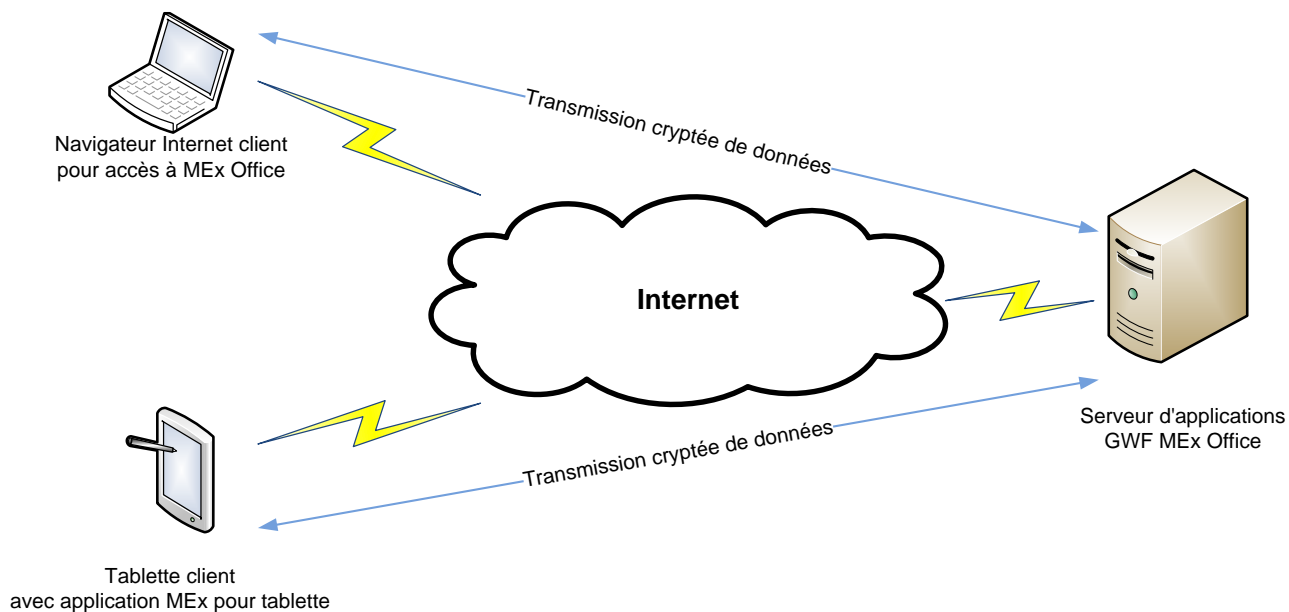 Navigateur Internet client
pour accès à MEx Office
Transmission cryptée de données
Internet
Serveur d'applications
GWF MEx Office
Transmission cryptée de données
Tablette client
avec application MEx pour tablette